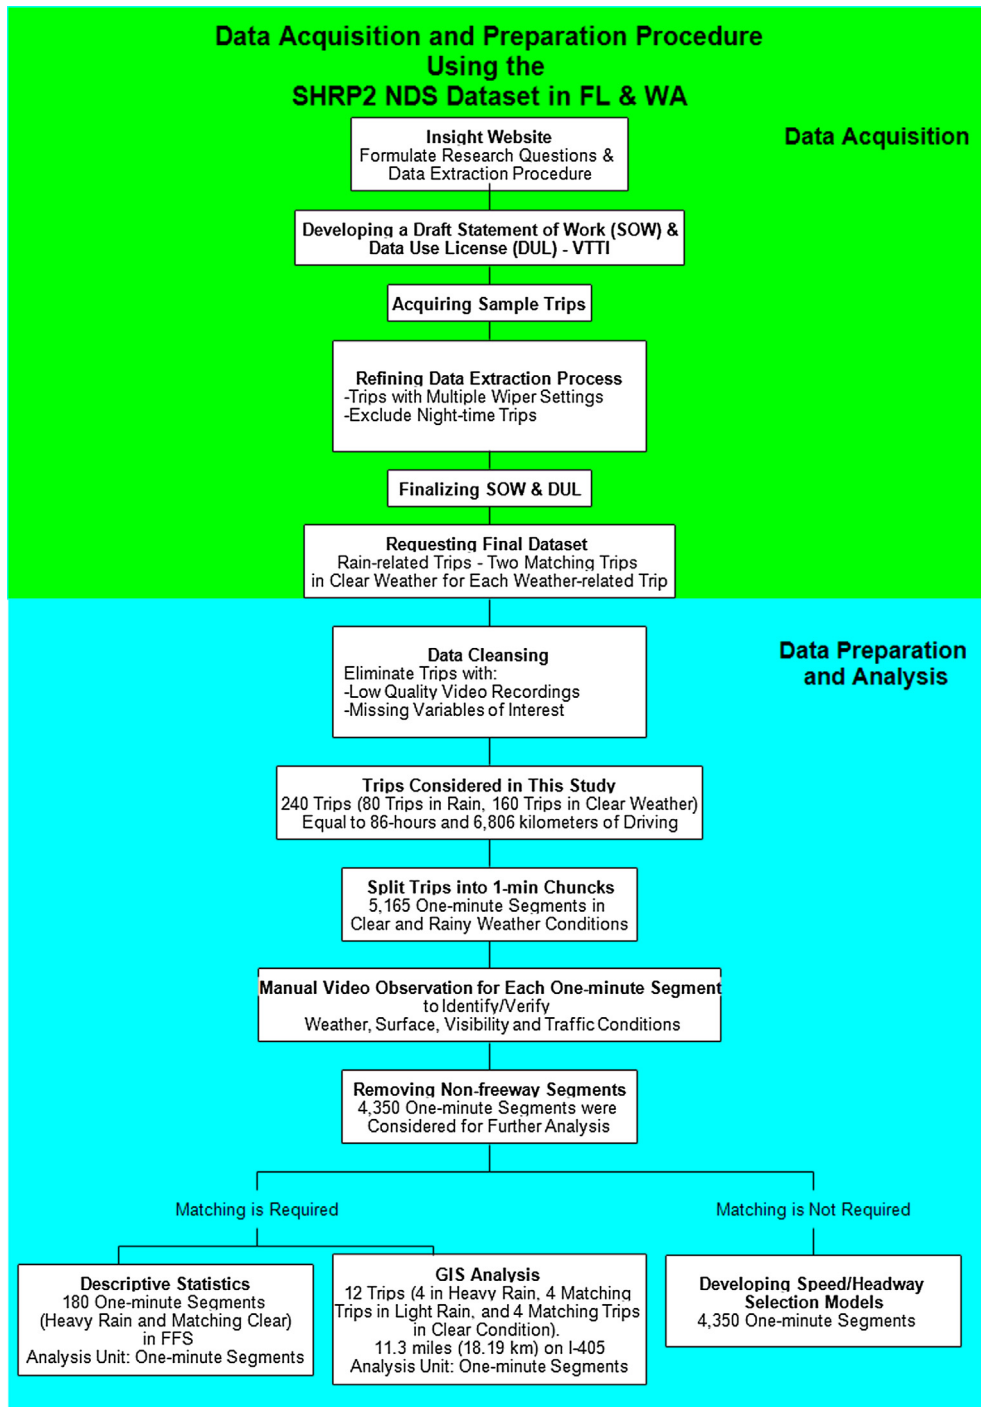 Data Acquisition and Preparation Procedure
Using the
SHRP2 NDS Dataset in FL & WA
Data Acquisition
Insight Website
Formulate Research Questions &
Data Extraction Procedure
Developing a Draft Statement of Work (SOW) &
Data Use License (DUL) - VTTI
Acquiring Sample Trips
Refining Data Extraction Process
-Trips with Multiple Wiper Settings
-Exclude Night-time Trips
Finalizing SOW & DUL
Requesting Final Dataset
Rain-related Trips - Two Matching Trips
in Clear Weather for Each Weather-related Trip
Data Preparation
and Analysis
Data Cleansing
Eliminate Trips with:
-Low Quality Video Recordings
-Missing Variables of Interest
Trips Considered in This Study
240 Trips (80 Trips in Rain, 160 Trips in Clear Weather)
Equal to 86-hours and 6,806 kilometers of Driving
Split Trips into 1-min Chuncks
5,165 One-minute Segments in
Clear and Rainy Weather Conditions
Manual Video Observation for Each One-minute Segment
to Identify/Verify
Weather, Surface, Visibility and Traffic Conditions
Removing Non-freeway Segments
4,350 One-minute Segments were
Considered for Further Analysis
Matching is Required
Matching is Not Required
Descriptive Statistics
180 One-minute Segments
(Heavy Rain and Matching Clear)
in FFS
Analysis Unit: One-minute Segments
GIS Analysis
12 Trips (4 in Heavy Rain, 4 Matching
Trips in Light Rain, and 4 Matching Trips
in Clear Condition).
11.3 miles (18.19 km) on I-405
Analysis Unit: One-minute Segments
Developing Speed/Headway
Selection Models
4,350 One-minute Segments